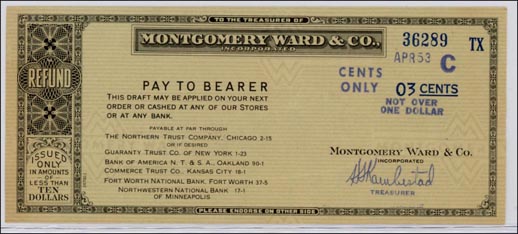 TO THE TREASURER OF
MONTGOMERY WARD & CO.,
INCORPORATED
36289 TX
APR53 C
REFUND
CENTS
ONLY 03 CENTS
NOT OVER
ONE DOLLAR
PAY TO BEARER
THIS DRAFT MAY BE APPLIED ON YOUR NEXT
ORDER OR CASHED AT ANY OF OUR STORES
OR AT ANY BANK.
PAYABLE AT PAR THROUGH
THE NORTHERN TRUST COMPANY, CHICAGO 2-15
OR IF DESIRED
GUARANTY TRUST CO. OF NEW YORK 1-23
BANK OF AMERICA N. T. & S. A., OAKLAND 90-1
COMMERCE TRUST CO., KANSAS CITY 18-1
FORT WORTH NATIONAL BANK, FORT WORTH 37-5
NORTHWESTERN NATIONAL BANK 17-1
OF MINNEAPOLIS
ISSUED
ONLY
IN AMOUNTS
OF
LESS THAN
TEN
DOLLARS
MONTGOMERY WARD & CO.
INCORPORATED
TREASURER
PLEASE ENDORSE ON OTHER SIDE